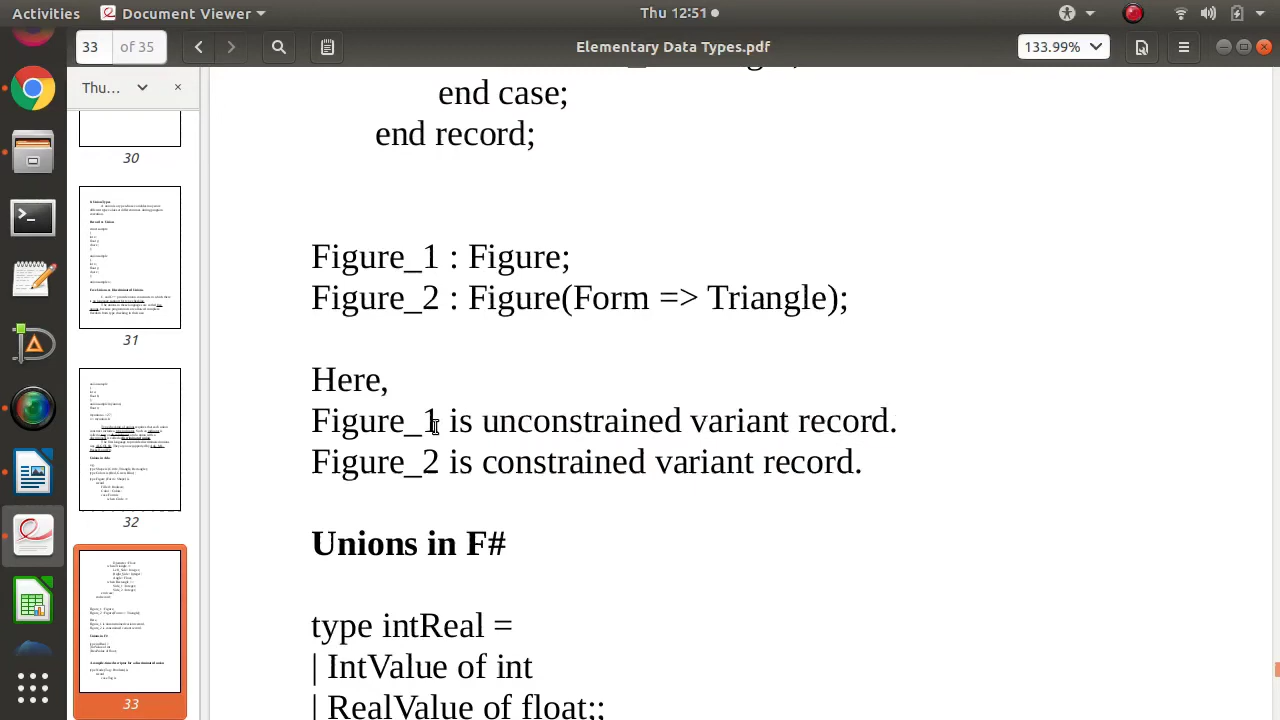 Activities
Document Viewer
Thu 12:51
33
of 35
Elementary Data Types.pdf
133.99%
Thu...
30
31
32
33
end case;
end record;
Figure_1 : Figure;
Figure_2 : Figure(Form => Triangle);
Here,
Figure_1 is unconstrained variant record.
Figure_2 is constrained variant record.
Unions in F#
type intReal =
| IntValue of int
| RealValue of float;;